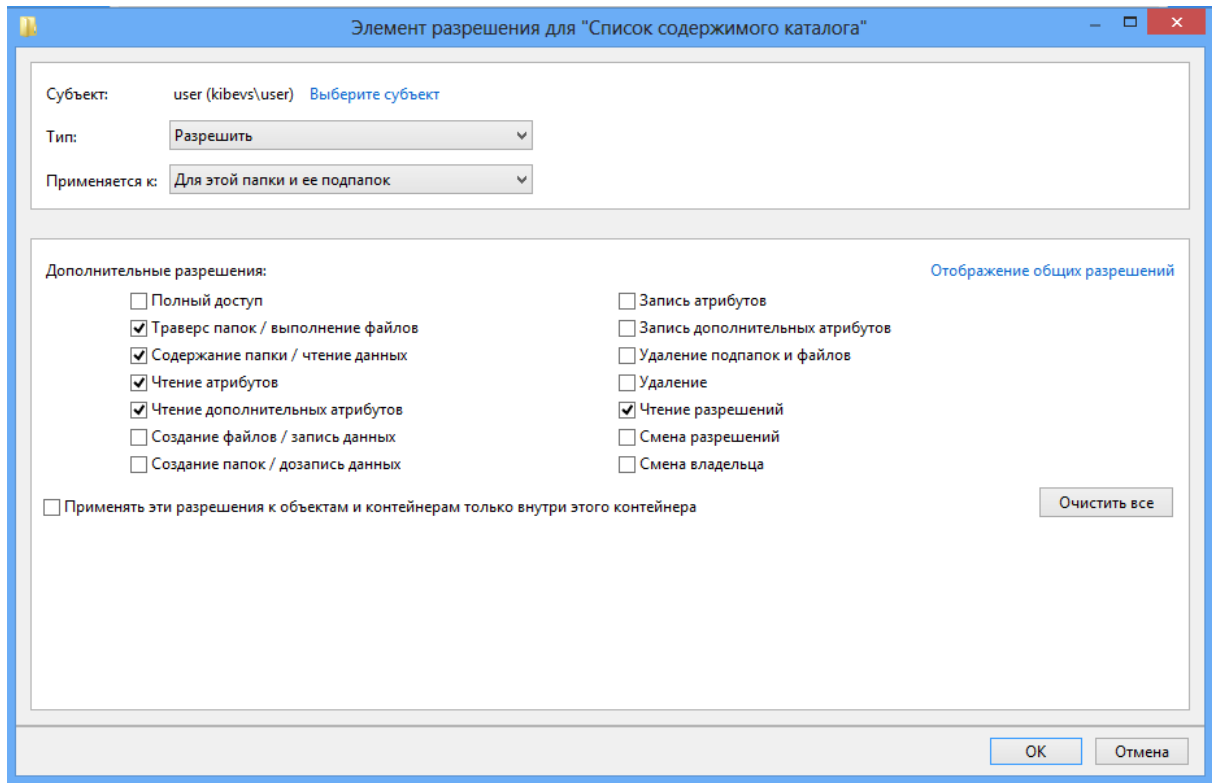 Элемент разрешения для "Список содержимого каталога"
Субъект: user (kibevs\user) Выберите субъект
Тип: Разрешить
Применяется к: Для этой папки и ее подпапок
Дополнительные разрешения: Отображение общих разрешений
Полный доступ Запись атрибутов
Траверс папок / выполнение файлов Запись дополнительных атрибутов
Содержание папки / чтение данных Удаление подпапок и файлов
Чтение атрибутов Удаление
Чтение дополнительных атрибутов Чтение разрешений
Создание файлов / запись данных Смена разрешений
Создание папок / дозапись данных Смена владельца
Применять эти разрешения к объектам и контейнерам только внутри этого контейнера Очистить все
OK Отмена